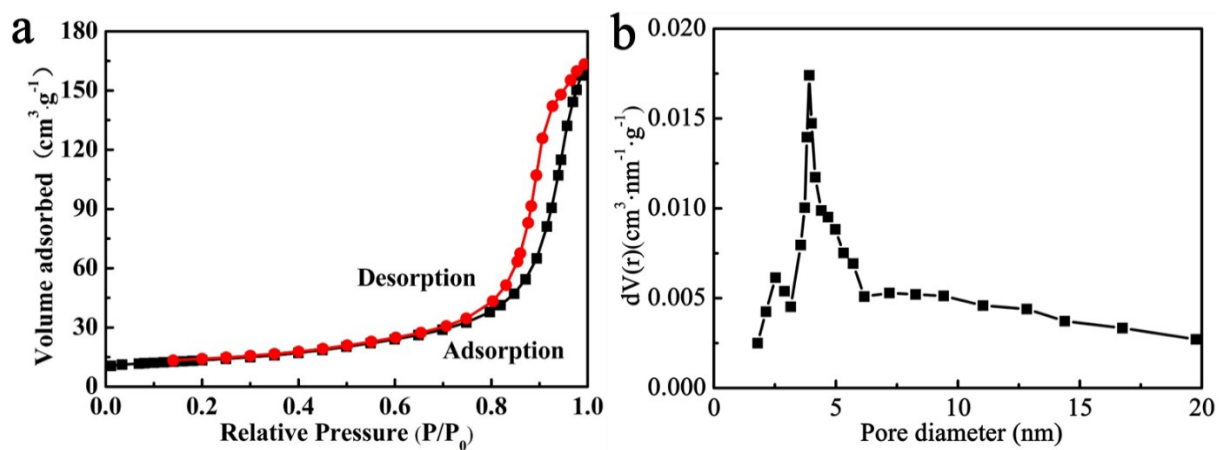 a
180
150
120
90
60
30
0
Volume adsorbed (cm³·g⁻¹)
Desorption
Adsorption
0.0 0.2 0.4 0.6 0.8 1.0
Relative Pressure (P/P₀)
b
0.020
0.015
0.010
0.005
0.000
dV(r)(cm³·nm⁻¹·g⁻¹)
0 5 10 15 20
Pore diameter (nm)